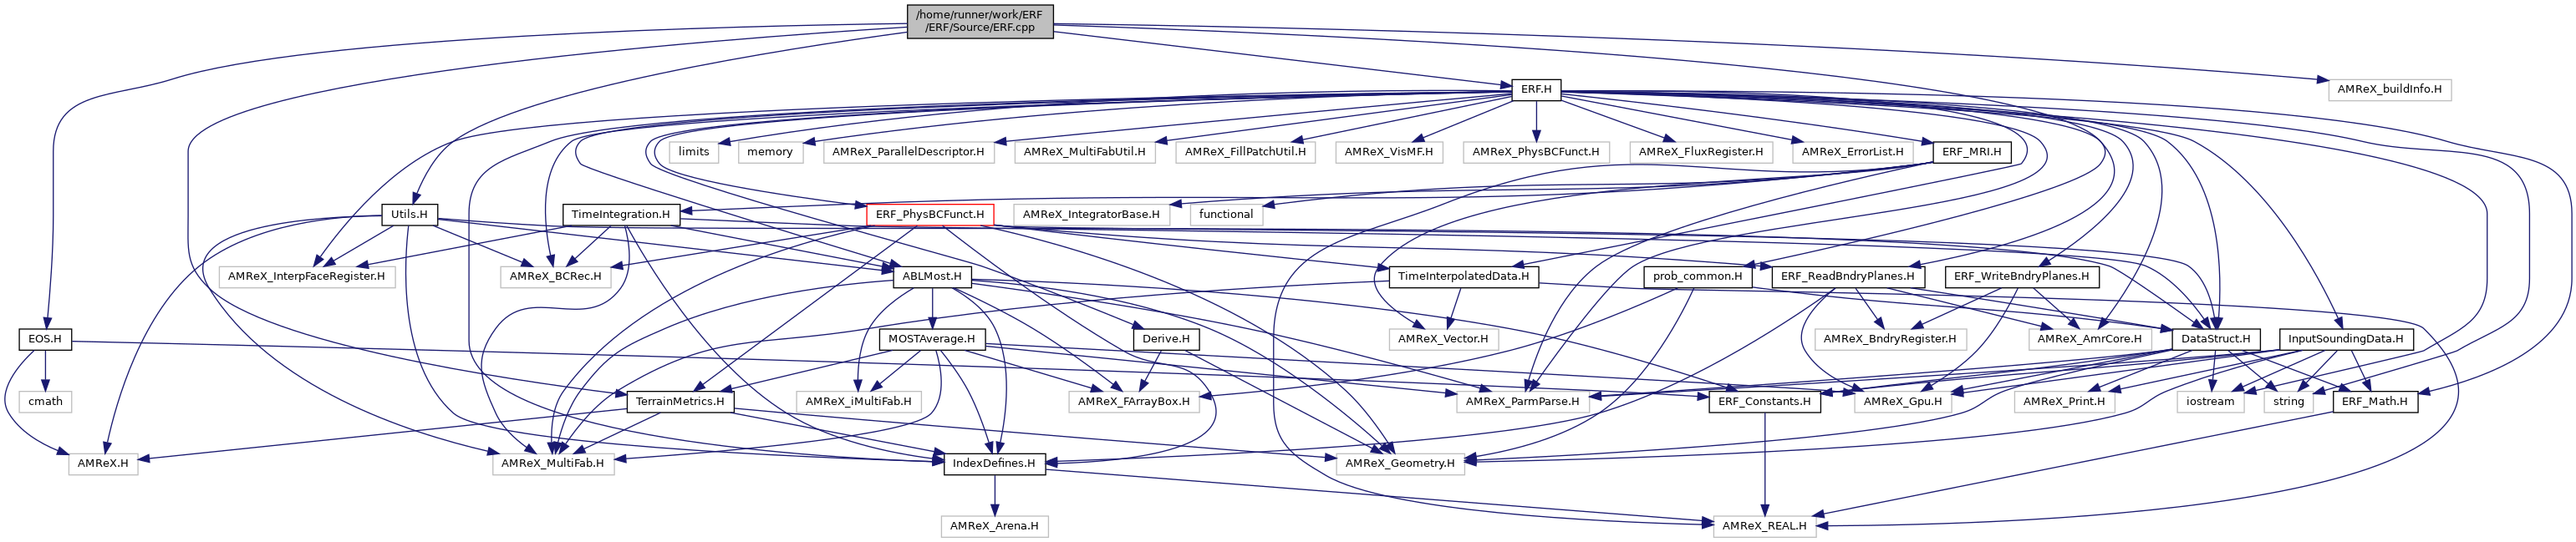 /home/runner/work/ERF
/ERF/Source/ERF.cpp
ERF.H
AMReX_buildInfo.H
limits
memory
AMReX_ParallelDescriptor.H
AMReX_MultiFabUtil.H
AMReX_FillPatchUtil.H
AMReX_VisMF.H
AMReX_PhysBCFunct.H
AMReX_FluxRegister.H
AMReX_ErrorList.H
ERF_MRI.H
Utils.H
TimeIntegration.H
ERF_PhysBCFunct.H
AMReX_IntegratorBase.H
functional
AMReX_InterpFaceRegister.H
AMReX_BCRec.H
ABLMost.H
TimeInterpolatedData.H
prob_common.H
ERF_ReadBndryPlanes.H
ERF_WriteBndryPlanes.H
EOS.H
MOSTAverage.H
Derive.H
AMReX_Vector.H
AMReX_BndryRegister.H
AMReX_AmrCore.H
DataStruct.H
InputSoundingData.H
cmath
TerrainMetrics.H
AMReX_iMultiFab.H
AMReX_FArrayBox.H
AMReX_ParmParse.H
ERF_Constants.H
AMReX_Gpu.H
AMReX_Print.H
iostream
string
ERF_Math.H
AMReX.H
AMReX_MultiFab.H
IndexDefines.H
AMReX_Geometry.H
AMReX_Arena.H
AMReX_REAL.H